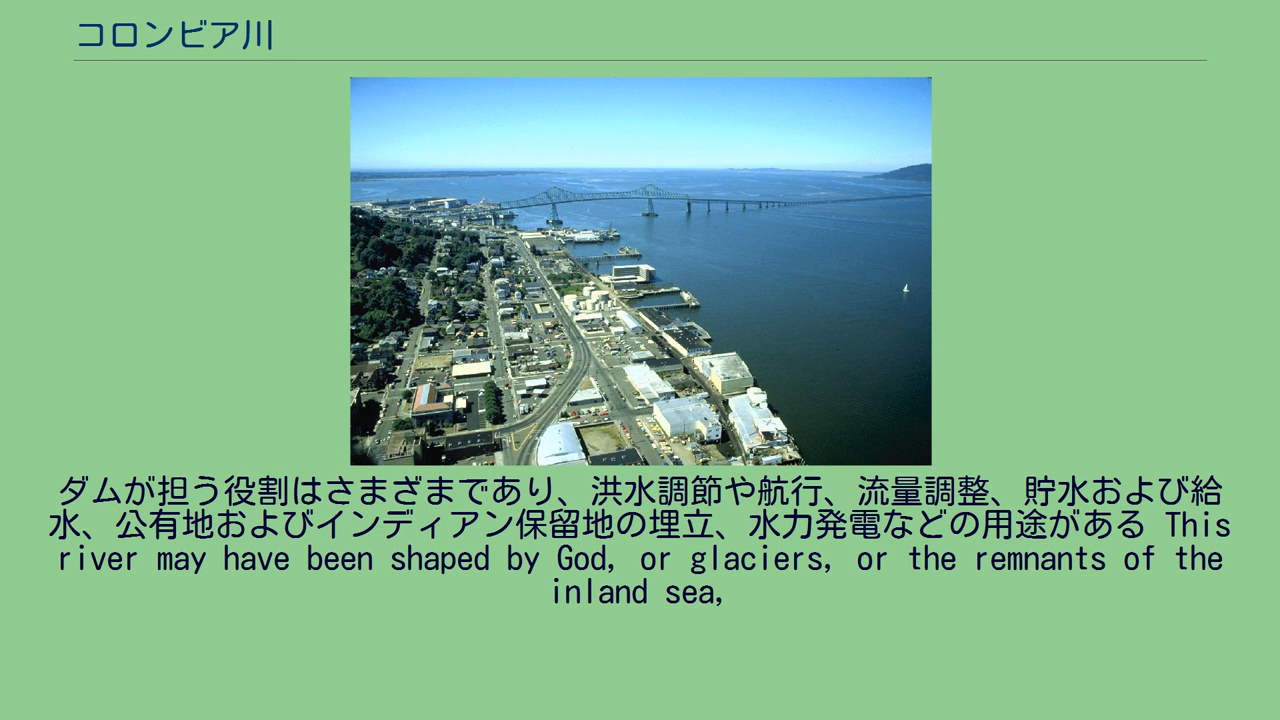 コロンビア川
ダムが担う役割はさまざまであり、洪水調節や航行、流量調整、貯水および給
水、公有地およびインディアン保留地の埋立、水力発電などの用途がある This
river may have been shaped by God, or glaciers, or the remnants of the
inland sea,